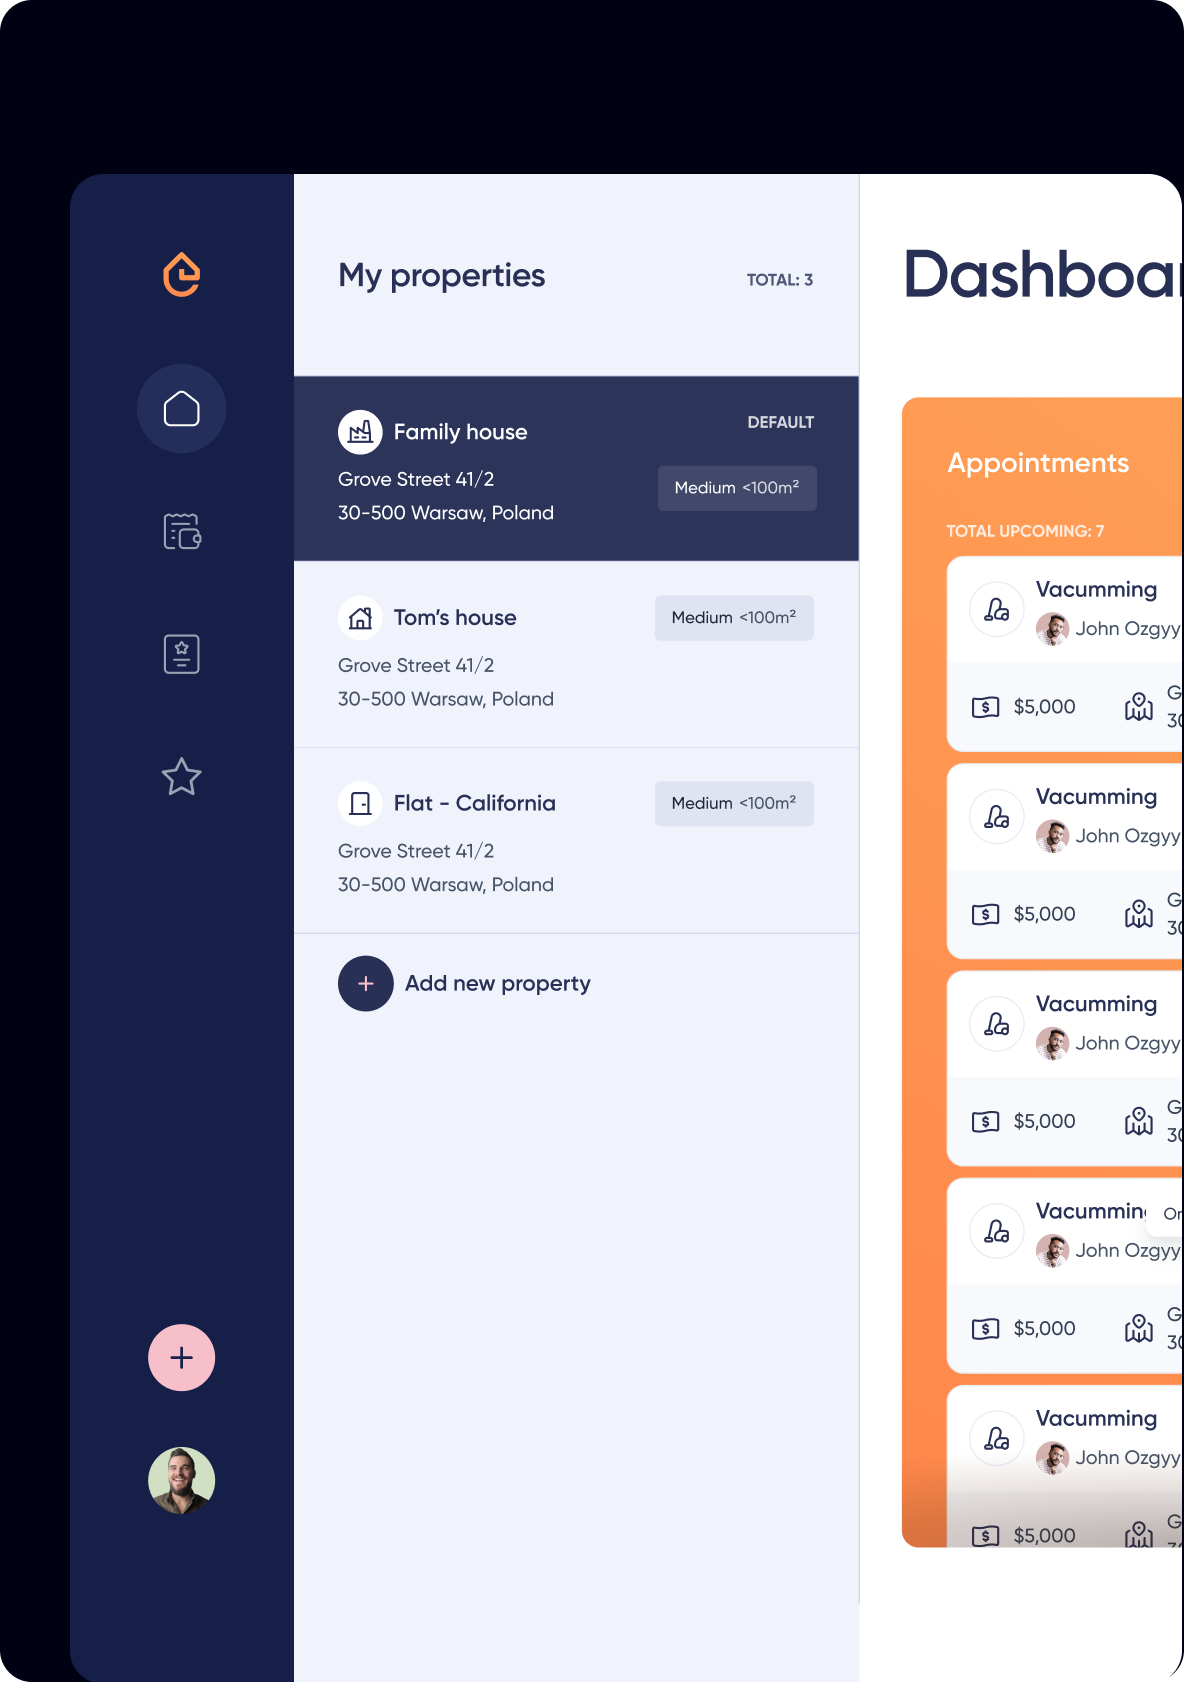 My properties
TOTAL: 3
Family house
DEFAULT
Grove Street 41/2
30-500 Warsaw, Poland
Medium <100m²
Tom’s house
Medium <100m²
Grove Street 41/2
30-500 Warsaw, Poland
Flat - California
Medium <100m²
Grove Street 41/2
30-500 Warsaw, Poland
Add new property
Appointments
TOTAL UPCOMING: 7
Vacumming
John Ozgyy
$5,000
Vacumming
John Ozgyy
$5,000
Vacumming
John Ozgyy
$5,000
Vacumming
John Ozgyy
$5,000
Vacumming
John Ozgyy
$5,000